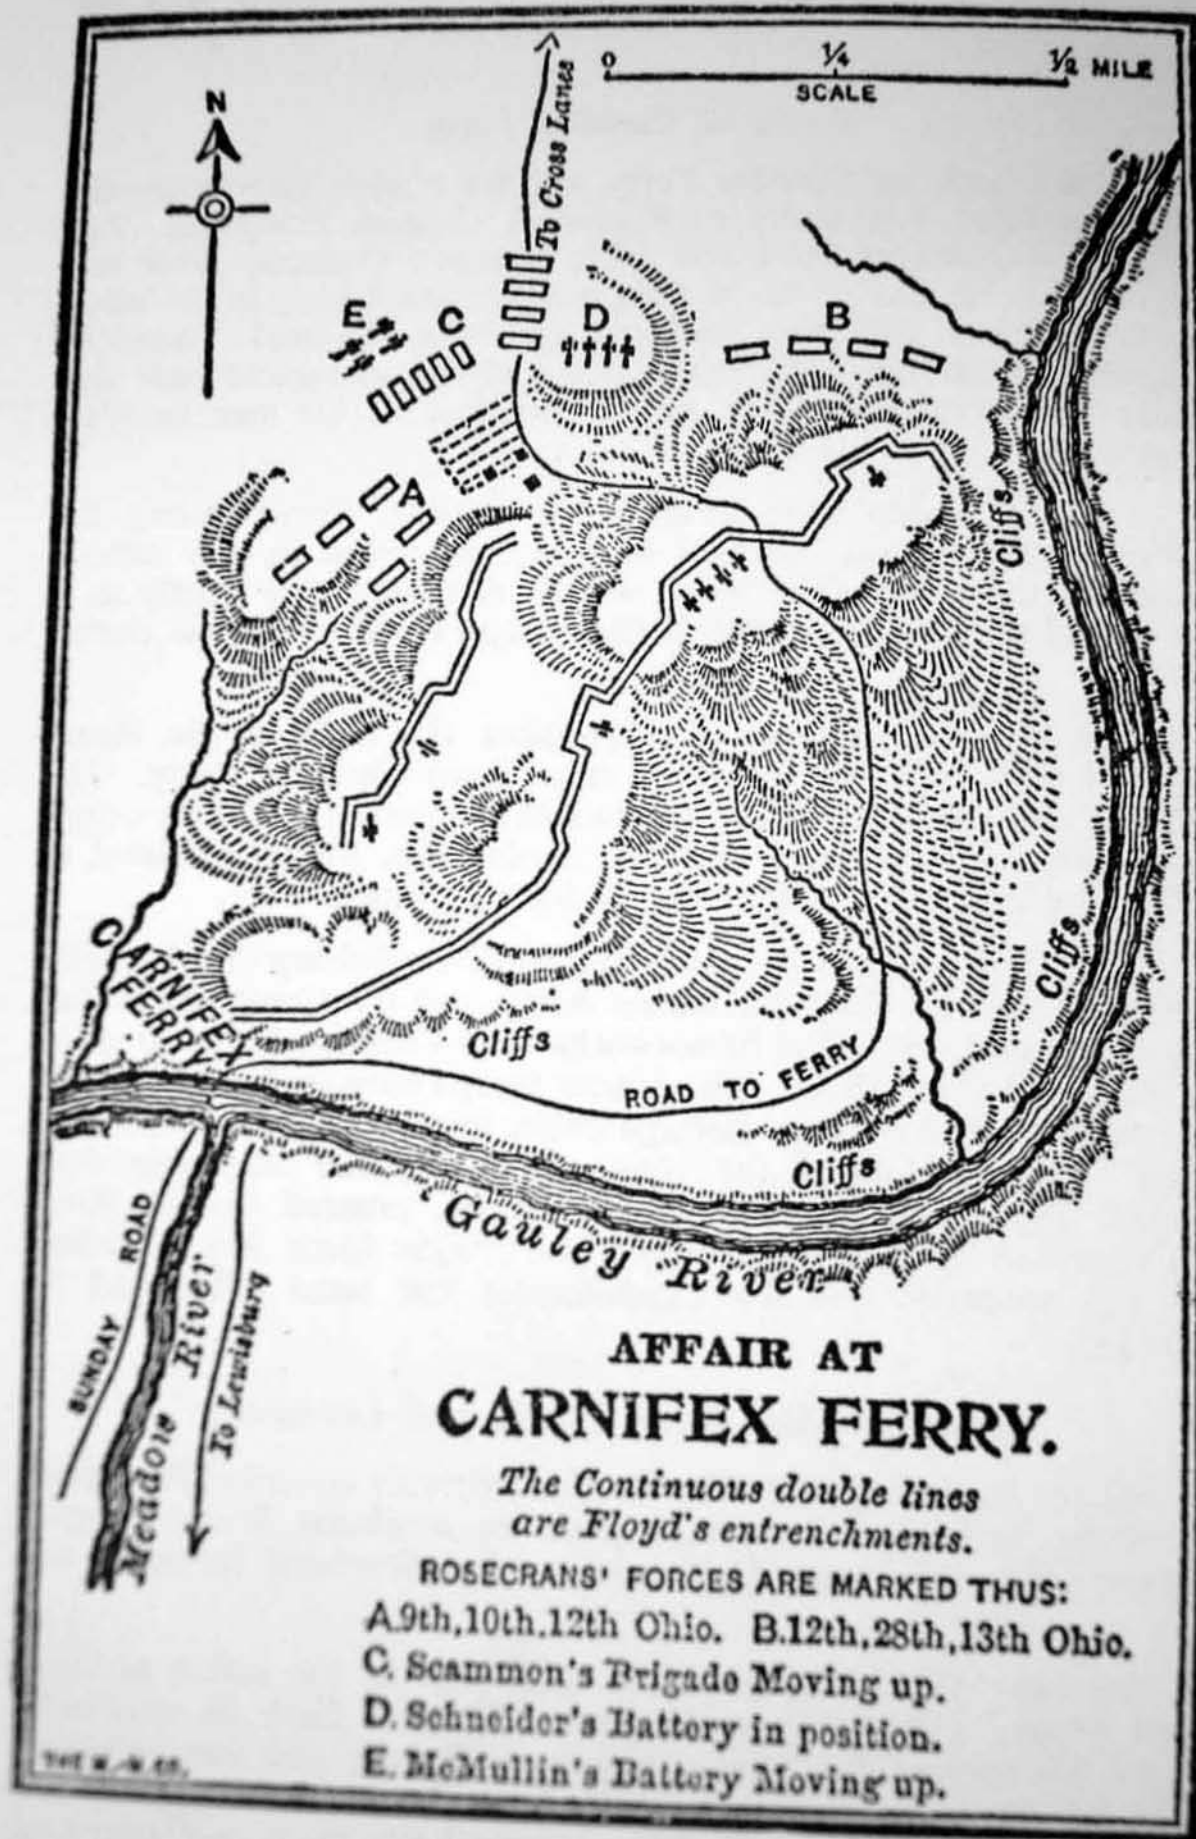 0 1/4 1/2 MILE
SCALE
N
To Cross Lanes
E
C
D
B
A
Cliffs
CARNIFEX
FERRY
Cliffs
Cliffs
ROAD TO FERRY
Cliffs
Gauley River
SUNDAY ROAD
Meadow River
To Lewisburg
AFFAIR AT
CARNIFEX FERRY.
The Continuous double lines
are Floyd's entrenchments.
ROSECRANS' FORCES ARE MARKED THUS:
A.9th,10th.12th Ohio. B.12th,28th,13th Ohio.
C. Scammon's Brigade Moving up.
D. Schneider's Battery in position.
E. McMullin's Battery Moving up.